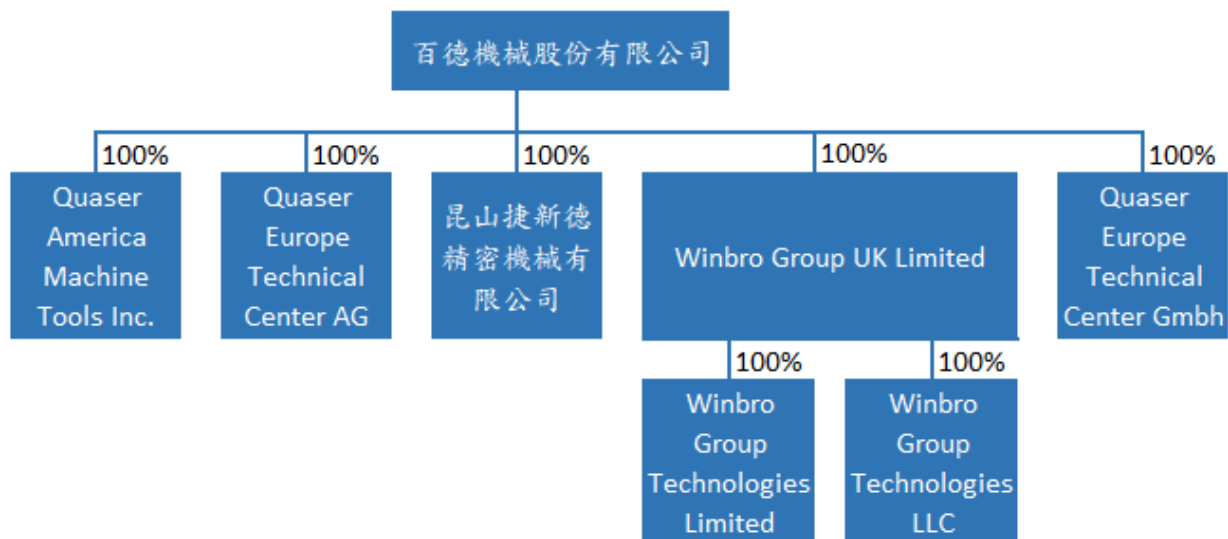 百德機械股份有限公司
100%
100%
100%
100%
100%
Quaser
America
Machine
Tools Inc.
Quaser
Europe
Technical
Center AG
昆山捷新德
精密機械有
限公司
Winbro Group UK Limited
Quaser
Europe
Technical
Center Gmbh
100%
100%
Winbro
Group
Technologies
Limited
Winbro
Group
Technologies
LLC